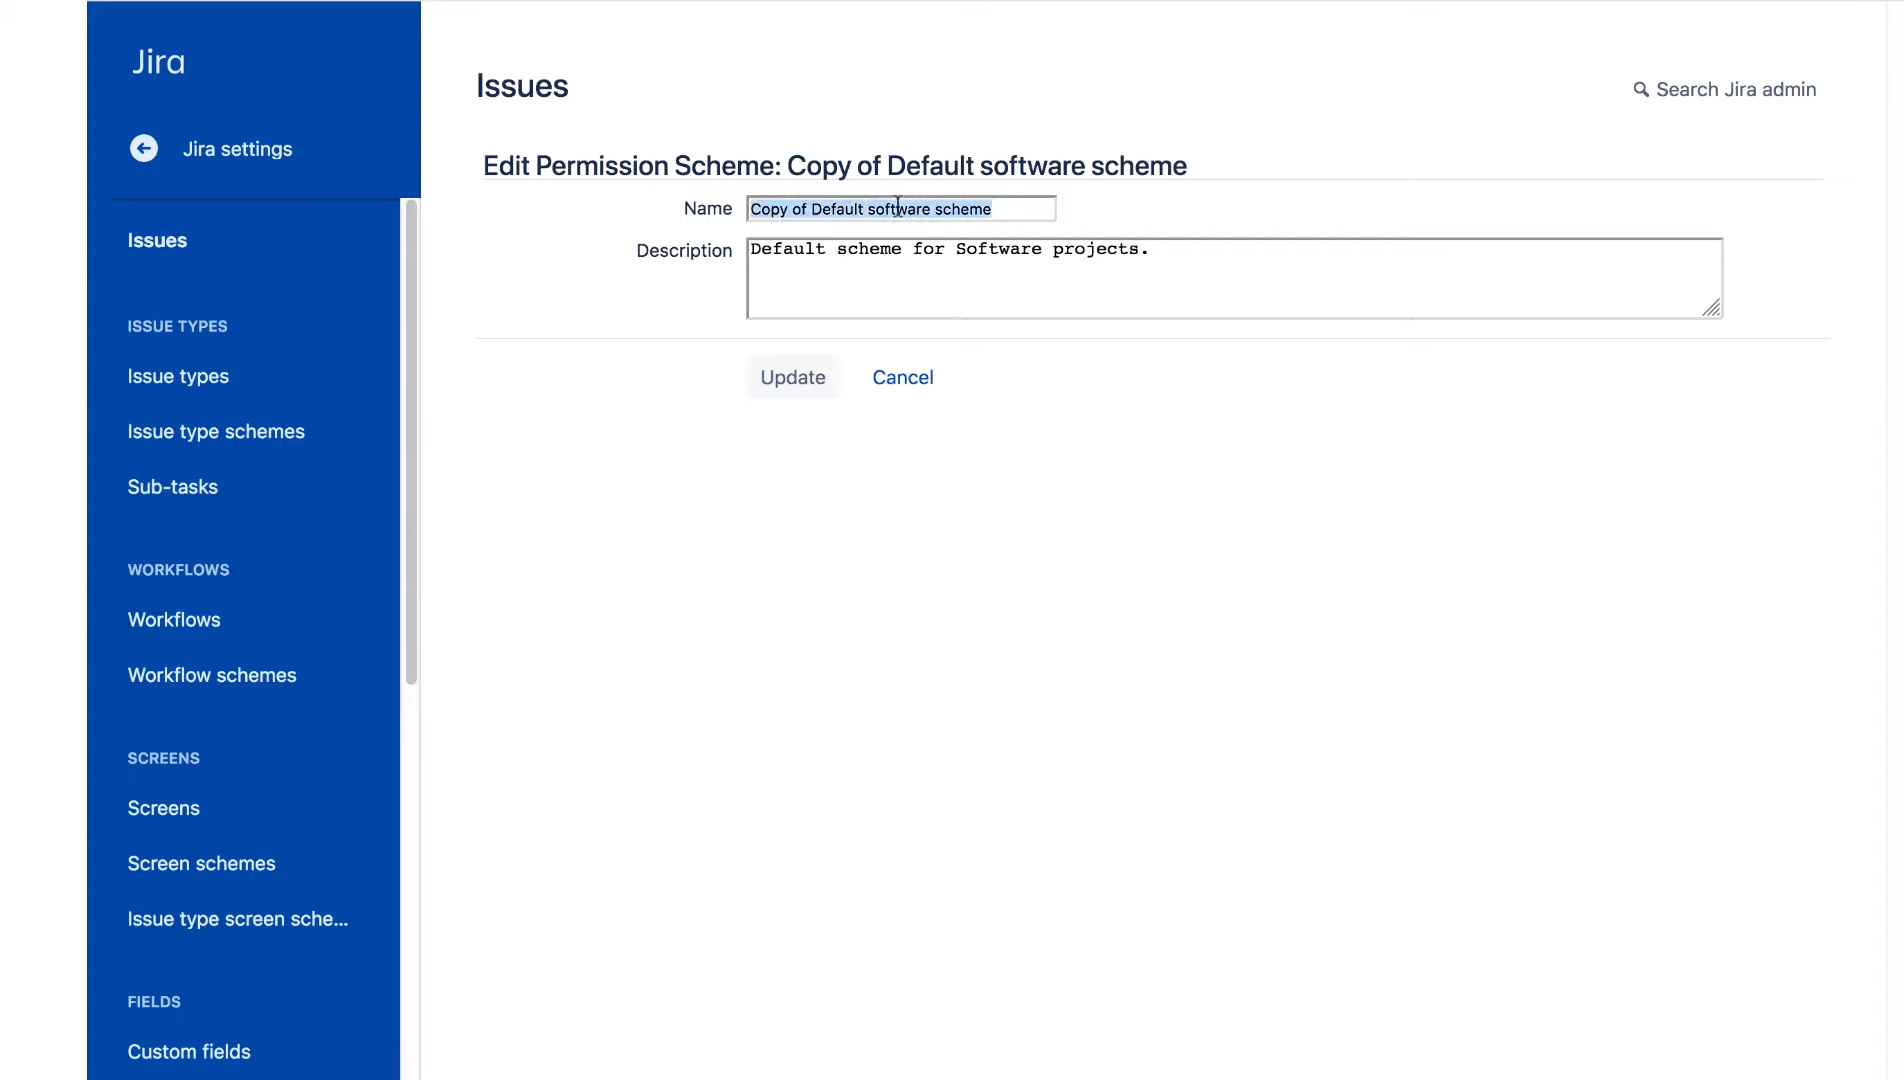 Jira
Jira settings
Issues
ISSUE TYPES
Issue types
Issue type schemes
Sub-tasks
WORKFLOWS
Workflows
Workflow schemes
SCREENS
Screens
Screen schemes
Issue type screen sche...
FIELDS
Custom fields
Issues
Search Jira admin
Edit Permission Scheme: Copy of Default software scheme
Name Copy of Default software scheme
Description Default scheme for Software projects.
Update Cancel